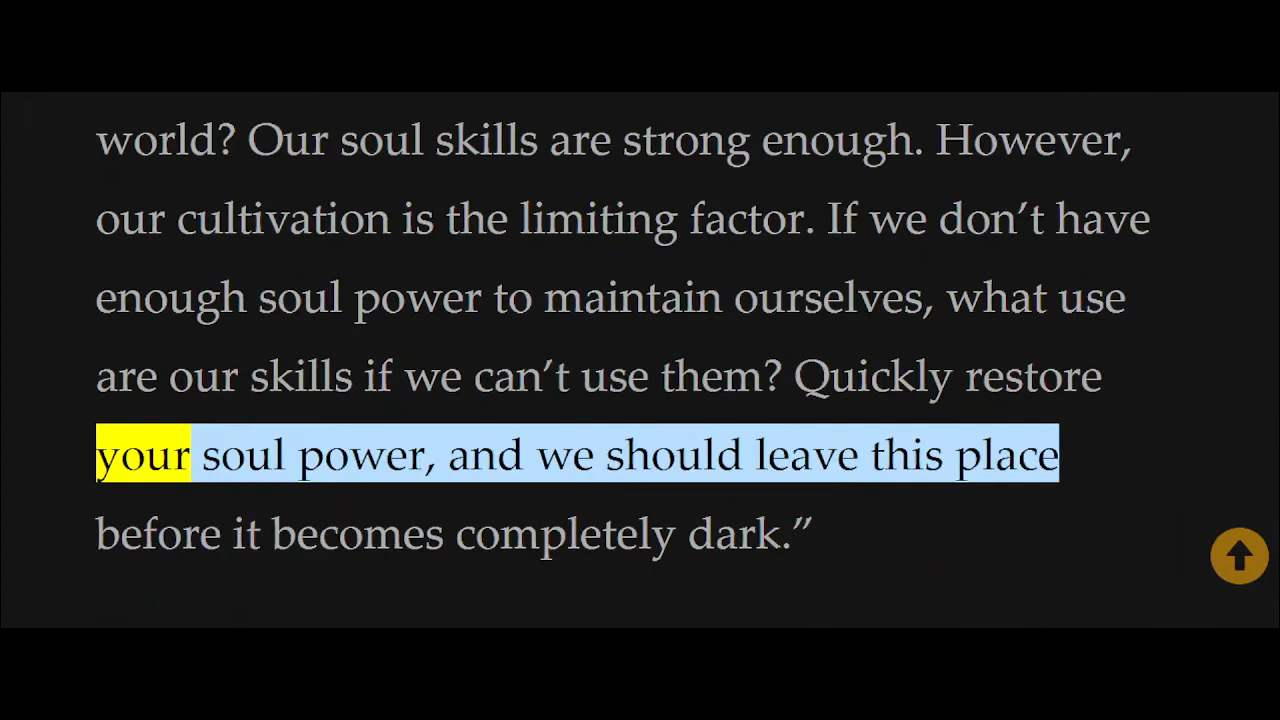 world? Our soul skills are strong enough. However,
our cultivation is the limiting factor. If we don’t have
enough soul power to maintain ourselves, what use
are our skills if we can’t use them? Quickly restore
your soul power, and we should leave this place
before it becomes completely dark.”